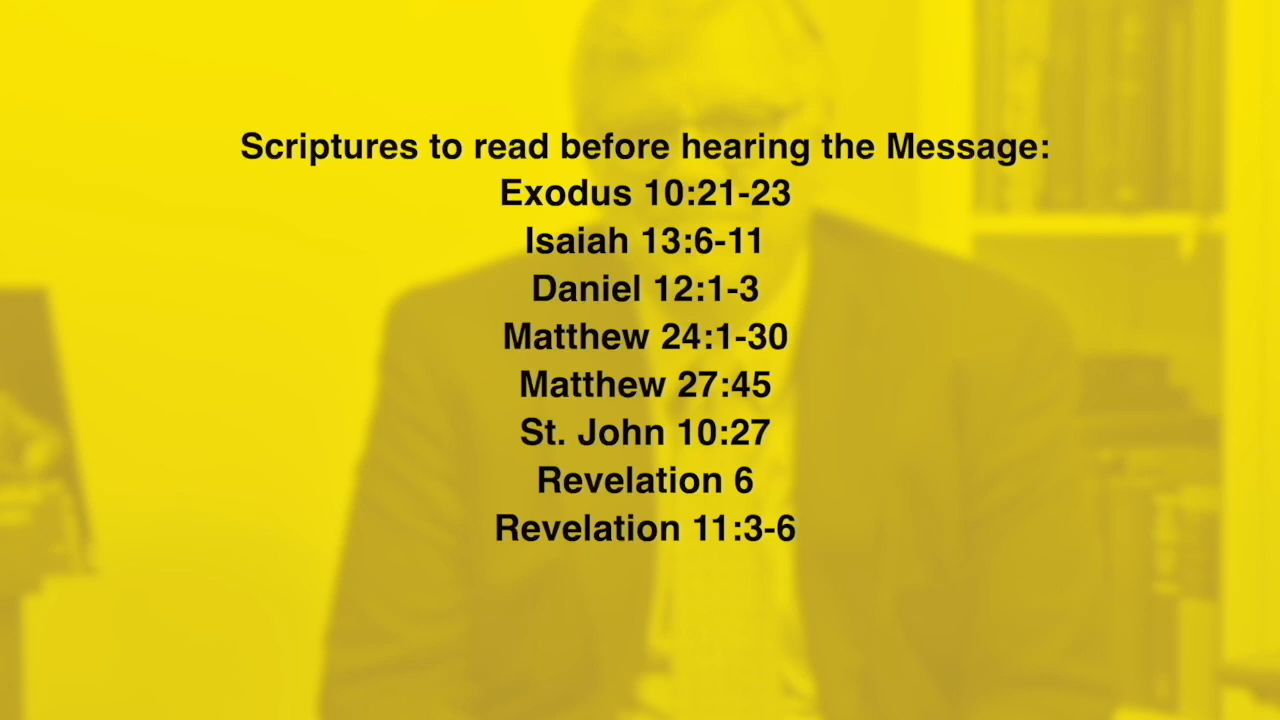 Scriptures to read before hearing the Message:
Exodus 10:21-23
Isaiah 13:6-11
Daniel 12:1-3
Matthew 24:1-30
Matthew 27:45
St. John 10:27
Revelation 6
Revelation 11:3-6